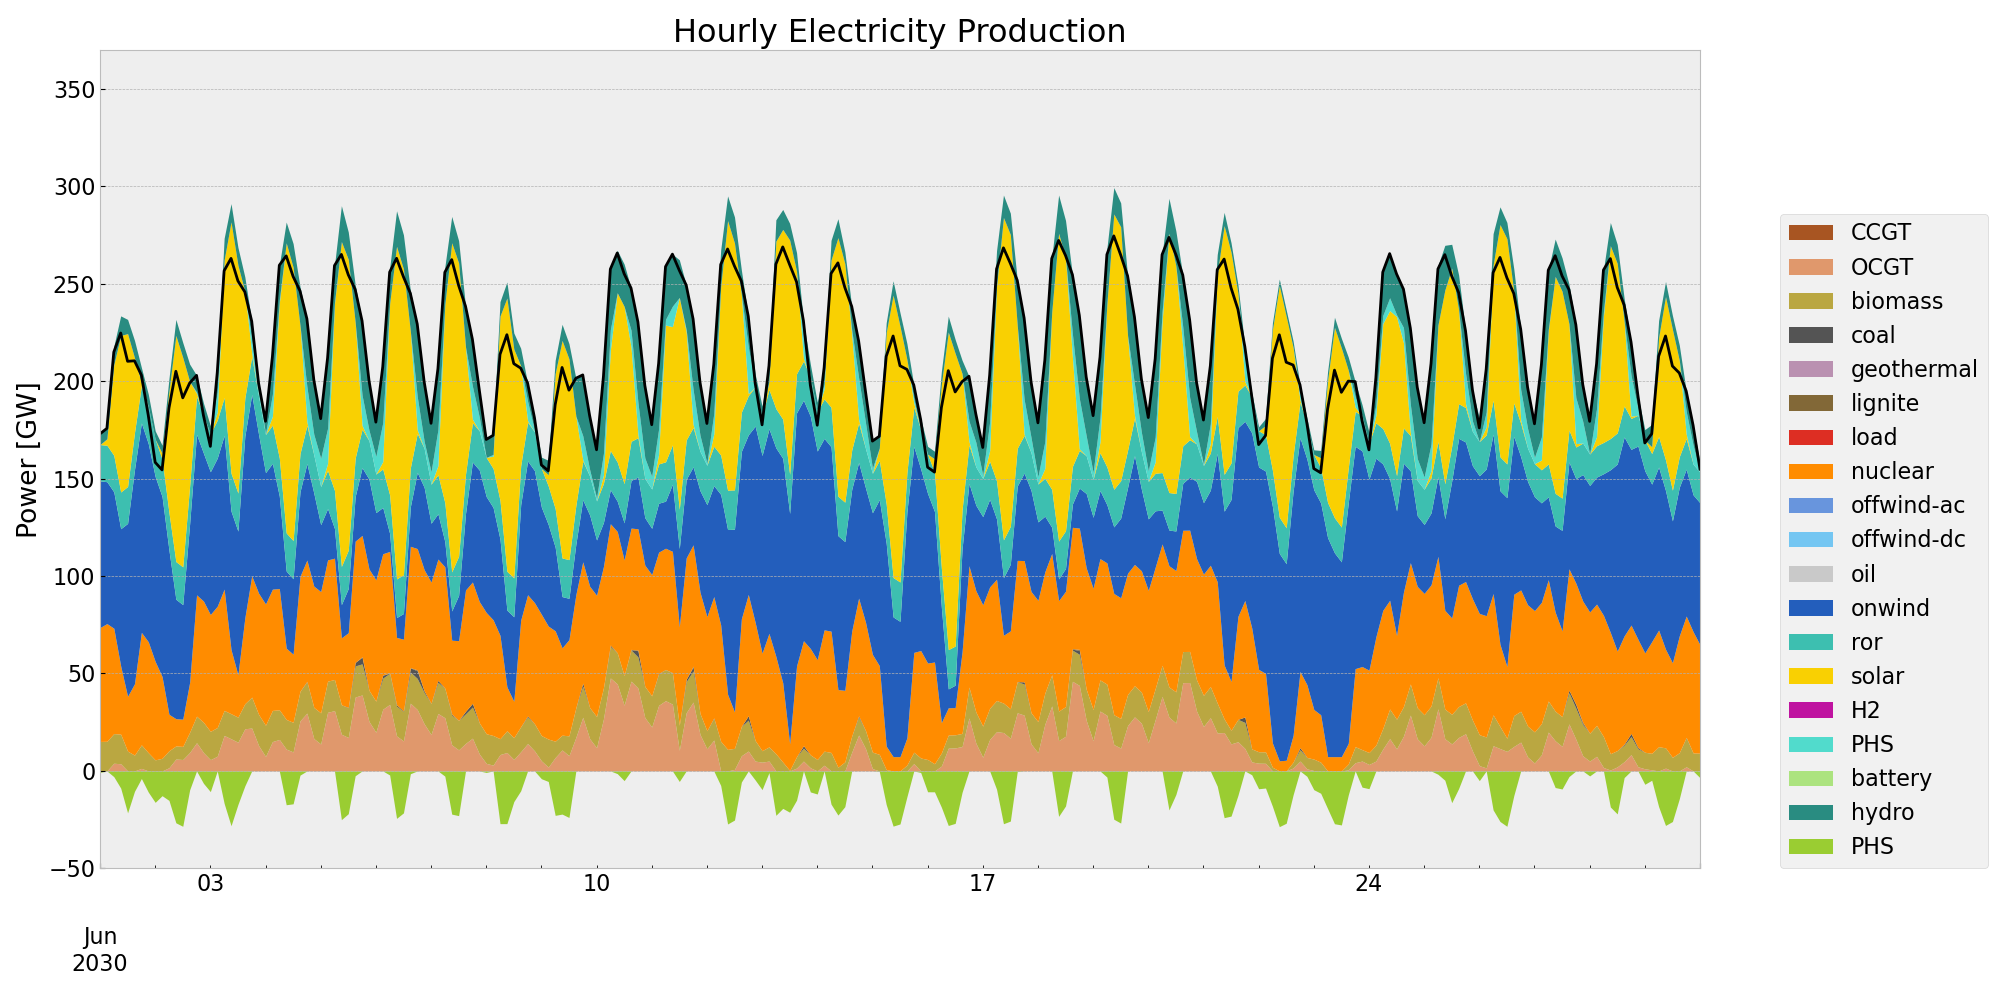 Hourly Electricity Production
Power [GW]
350
300
250
200
150
100
50
0
−50
03
10
17
24
Jun
2030
CCGT
OCGT
biomass
coal
geothermal
lignite
load
nuclear
offwind-ac
offwind-dc
oil
onwind
ror
solar
H2
PHS
battery
hydro
PHS